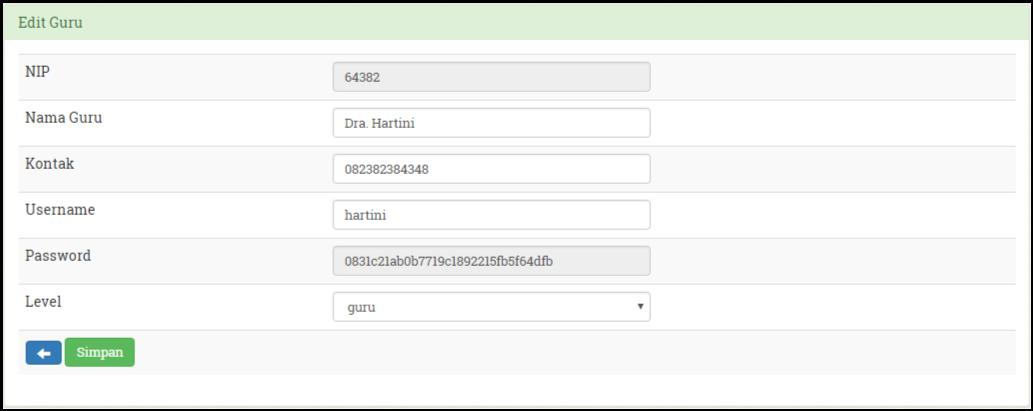 Edit Guru
NIP 64382
Nama Guru Dra. Hartini
Kontak 082382384348
Username hartini
Password 0831c21ab0b7719c1892215fb5f64dfb
Level guru
Simpan